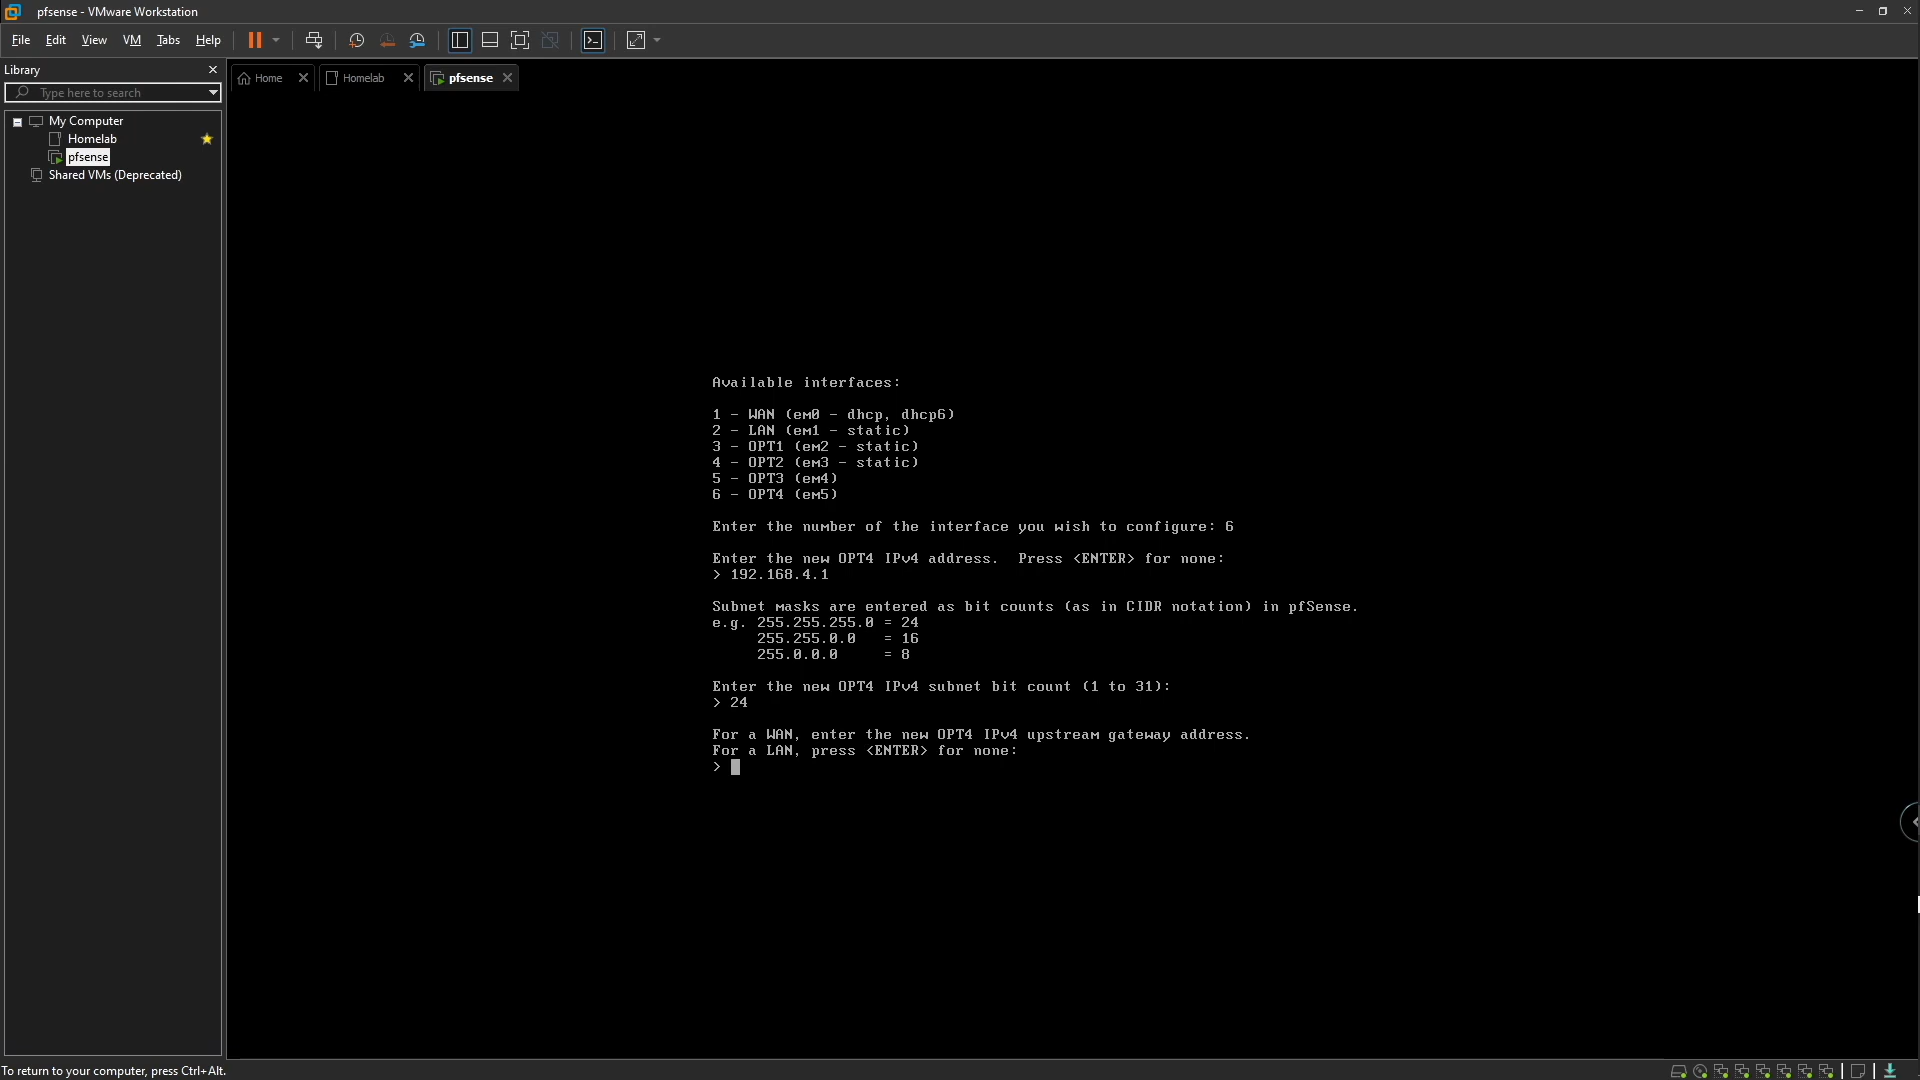 pfsense - VMware Workstation
File Edit View VM Tabs Help
Library
Type here to search
My Computer
Homelab
pfsense
Shared VMs (Deprecated)
Home
Homelab
pfsense
Available interfaces:
1 - WAN (em0 - dhcp, dhcp6)
2 - LAN (em1 - static)
3 - OPT1 (em2 - static)
4 - OPT2 (em3 - static)
5 - OPT3 (em4)
6 - OPT4 (em5)
Enter the number of the interface you wish to configure: 6
Enter the new OPT4 IPv4 address.  Press <ENTER> for none:
> 192.168.4.1
Subnet masks are entered as bit counts (as in CIDR notation) in pfSense.
e.g. 255.255.255.0 = 24
     255.255.0.0   = 16
     255.0.0.0     = 8
Enter the new OPT4 IPv4 subnet bit count (1 to 31):
> 24
For a WAN, enter the new OPT4 IPv4 upstream gateway address.
For a LAN, press <ENTER> for none:
>
To return to your computer, press Ctrl+Alt.